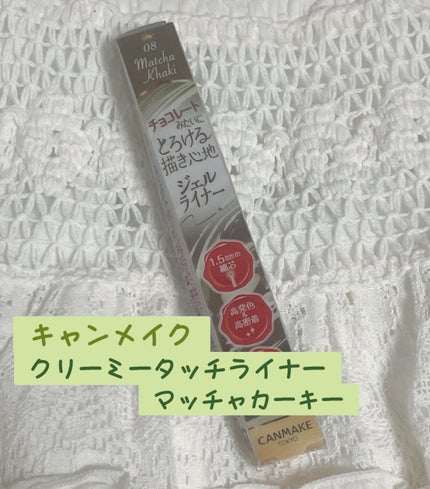 08
Matcha
Khaki
チョコレート
みたいに
とろける
描き心地
ジェル
ライナー
1.5mmの
細芯
高発色
&
高密着
キャンメイク
クリーミータッチライナー
マッチャカーキー
CANMAKE
TOKYO